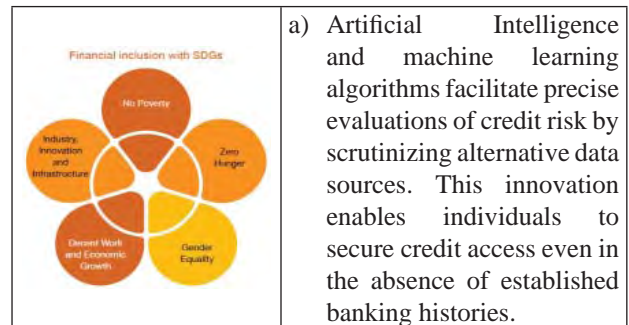 Financial inclusion with SDGs
No Poverty
Industry,
Innovation
and
Infrastructure
Zero
Hunger
Decent Work
and Economic
Growth
Gender
Equality
a) Artificial Intelligence
and machine learning
algorithms facilitate precise
evaluations of credit risk by
scrutinizing alternative data
sources. This innovation
enables individuals to
secure credit access even in
the absence of established
banking histories.